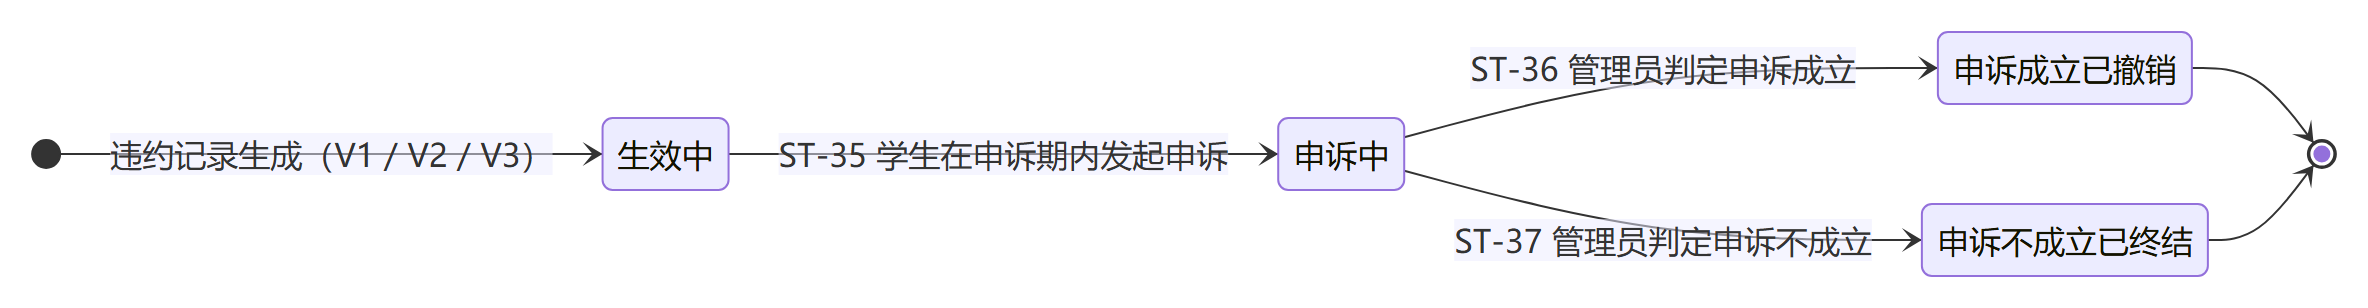 违约记录生成（V1 / V2 / V3）
生效中
ST-35 学生在申诉期内发起申诉
申诉中
ST-36 管理员判定申诉成立
申诉成立已撤销
ST-37 管理员判定申诉不成立
申诉不成立已终结